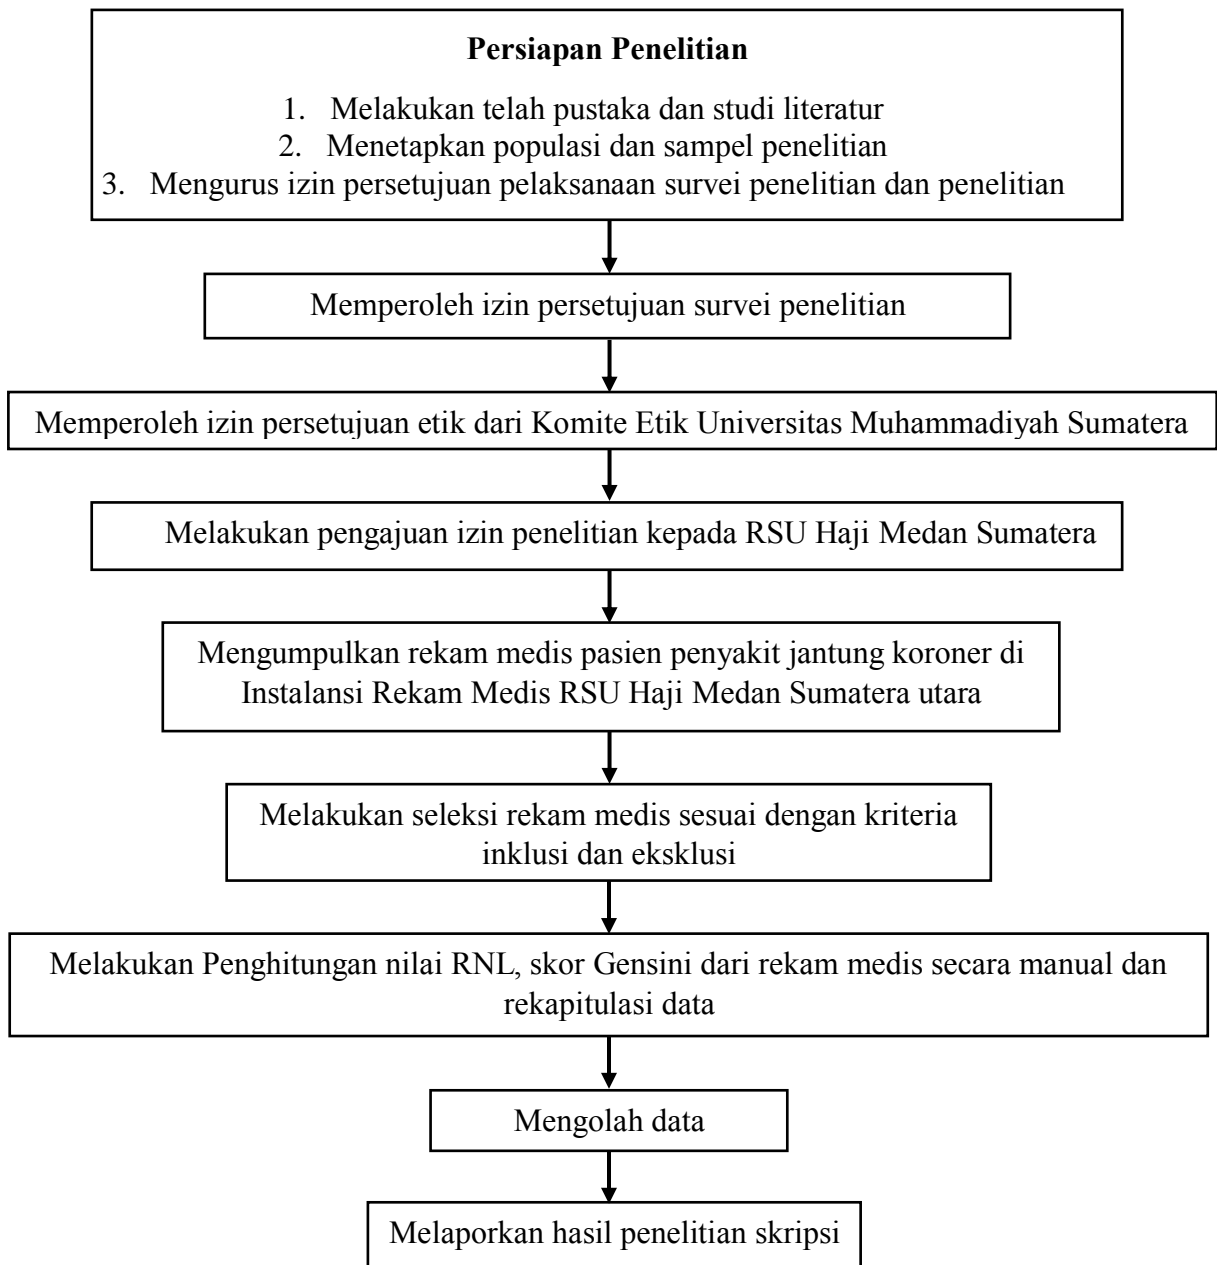 Persiapan Penelitian
1. Melakukan telah pustaka dan studi literatur
2. Menetapkan populasi dan sampel penelitian
3. Mengurus izin persetujuan pelaksanaan survei penelitian dan penelitian
Memperoleh izin persetujuan survei penelitian
Memperoleh izin persetujuan etik dari Komite Etik Universitas Muhammadiyah Sumatera
Melakukan pengajuan izin penelitian kepada RSU Haji Medan Sumatera
Mengumpulkan rekam medis pasien penyakit jantung koroner di
Instalansi Rekam Medis RSU Haji Medan Sumatera utara
Melakukan seleksi rekam medis sesuai dengan kriteria
inklusi dan eksklusi
Melakukan Penghitungan nilai RNL, skor Gensini dari rekam medis secara manual dan
rekapitulasi data
Mengolah data
Melaporkan hasil penelitian skripsi